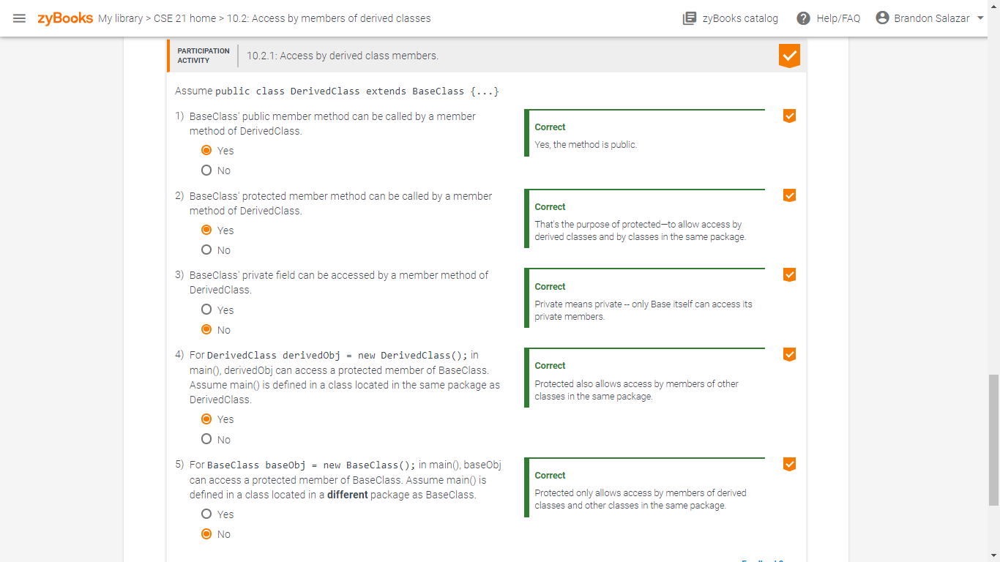 zyBooks My library > CSE 21 home > 10.2: Access by members of derived classes
zyBooks catalog
Help/FAQ
Brandon Salazar
PARTICIPATION
ACTIVITY
10.2.1: Access by derived class members.
Assume public class DerivedClass extends BaseClass {...}
1) BaseClass' public member method can be called by a member
method of DerivedClass.
Yes
No
Correct
Yes, the method is public.
2) BaseClass' protected member method can be called by a member
method of DerivedClass.
Yes
No
Correct
That's the purpose of protected—to allow access by
derived classes and by classes in the same package.
3) BaseClass' private field can be accessed by a member method of
DerivedClass.
Yes
No
Correct
Private means private -- only Base itself can access its
private members.
4) For DerivedClass derivedObj = new DerivedClass(); in
main(), derivedObj can access a protected member of BaseClass.
Assume main() is defined in a class located in the same package as
DerivedClass.
Yes
No
Correct
Protected also allows access by members of other
classes in the same package.
5) For BaseClass baseObj = new BaseClass(); in main(), baseObj
can access a protected member of BaseClass. Assume main() is
defined in a class located in a different package as BaseClass.
Yes
No
Correct
Protected only allows access by members of derived
classes and other classes in the same package.